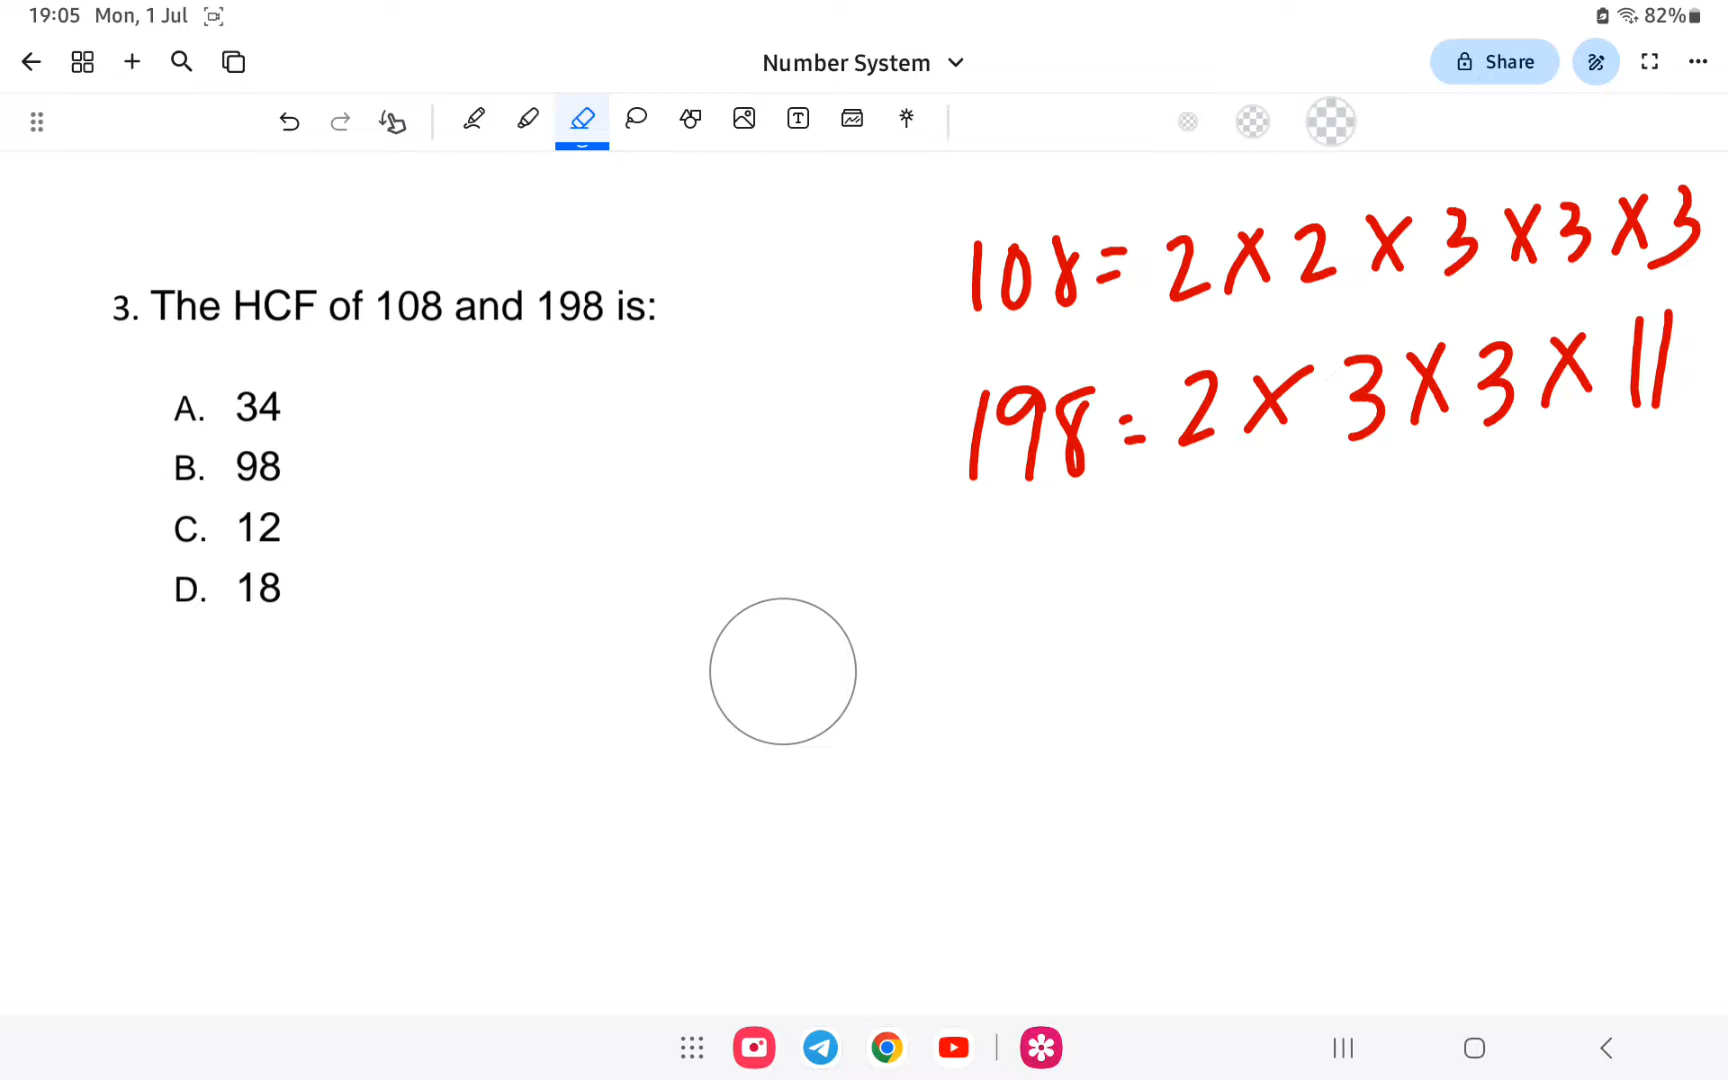 19:05 Mon, 1 Jul
82%
Number System
Share
108 = 2 X 2 X 3 X 3 X 3
3. The HCF of 108 and 198 is:
198 = 2 X 3 X 3 X 11
A. 34
B. 98
C. 12
D. 18